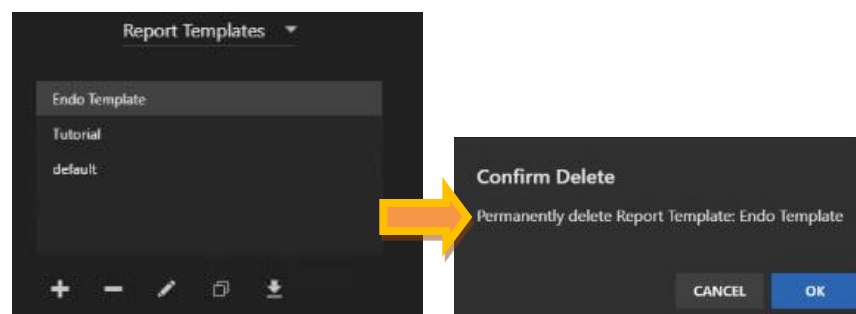 Report Templates
Endo Template
Tutorial
default
Confirm Delete
Permanently delete Report Template: Endo Template
CANCEL OK